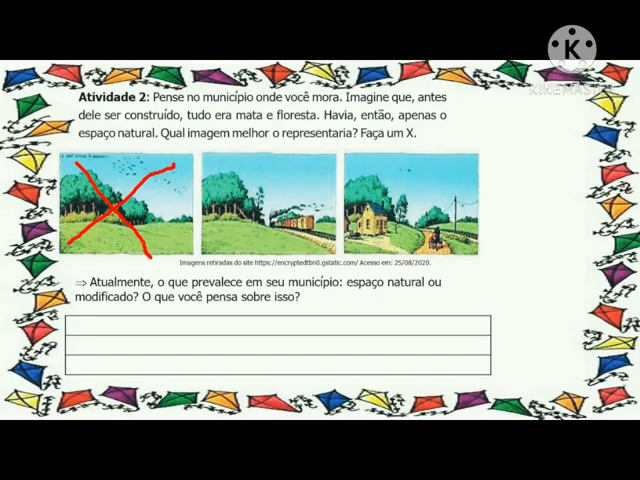 K
KINEMASTER
Atividade 2: Pense no município onde você mora. Imagine que, antes
dele ser construído, tudo era mata e floresta. Havia, então, apenas o
espaço natural. Qual imagem melhor o representaria? Faça um X.
Imagens retiradas do site https://encryptedtbn0.gstatic.com/ Acesso em: 25/08/2020.
⇒ Atualmente, o que prevalece em seu município: espaço natural ou
modificado? O que você pensa sobre isso?